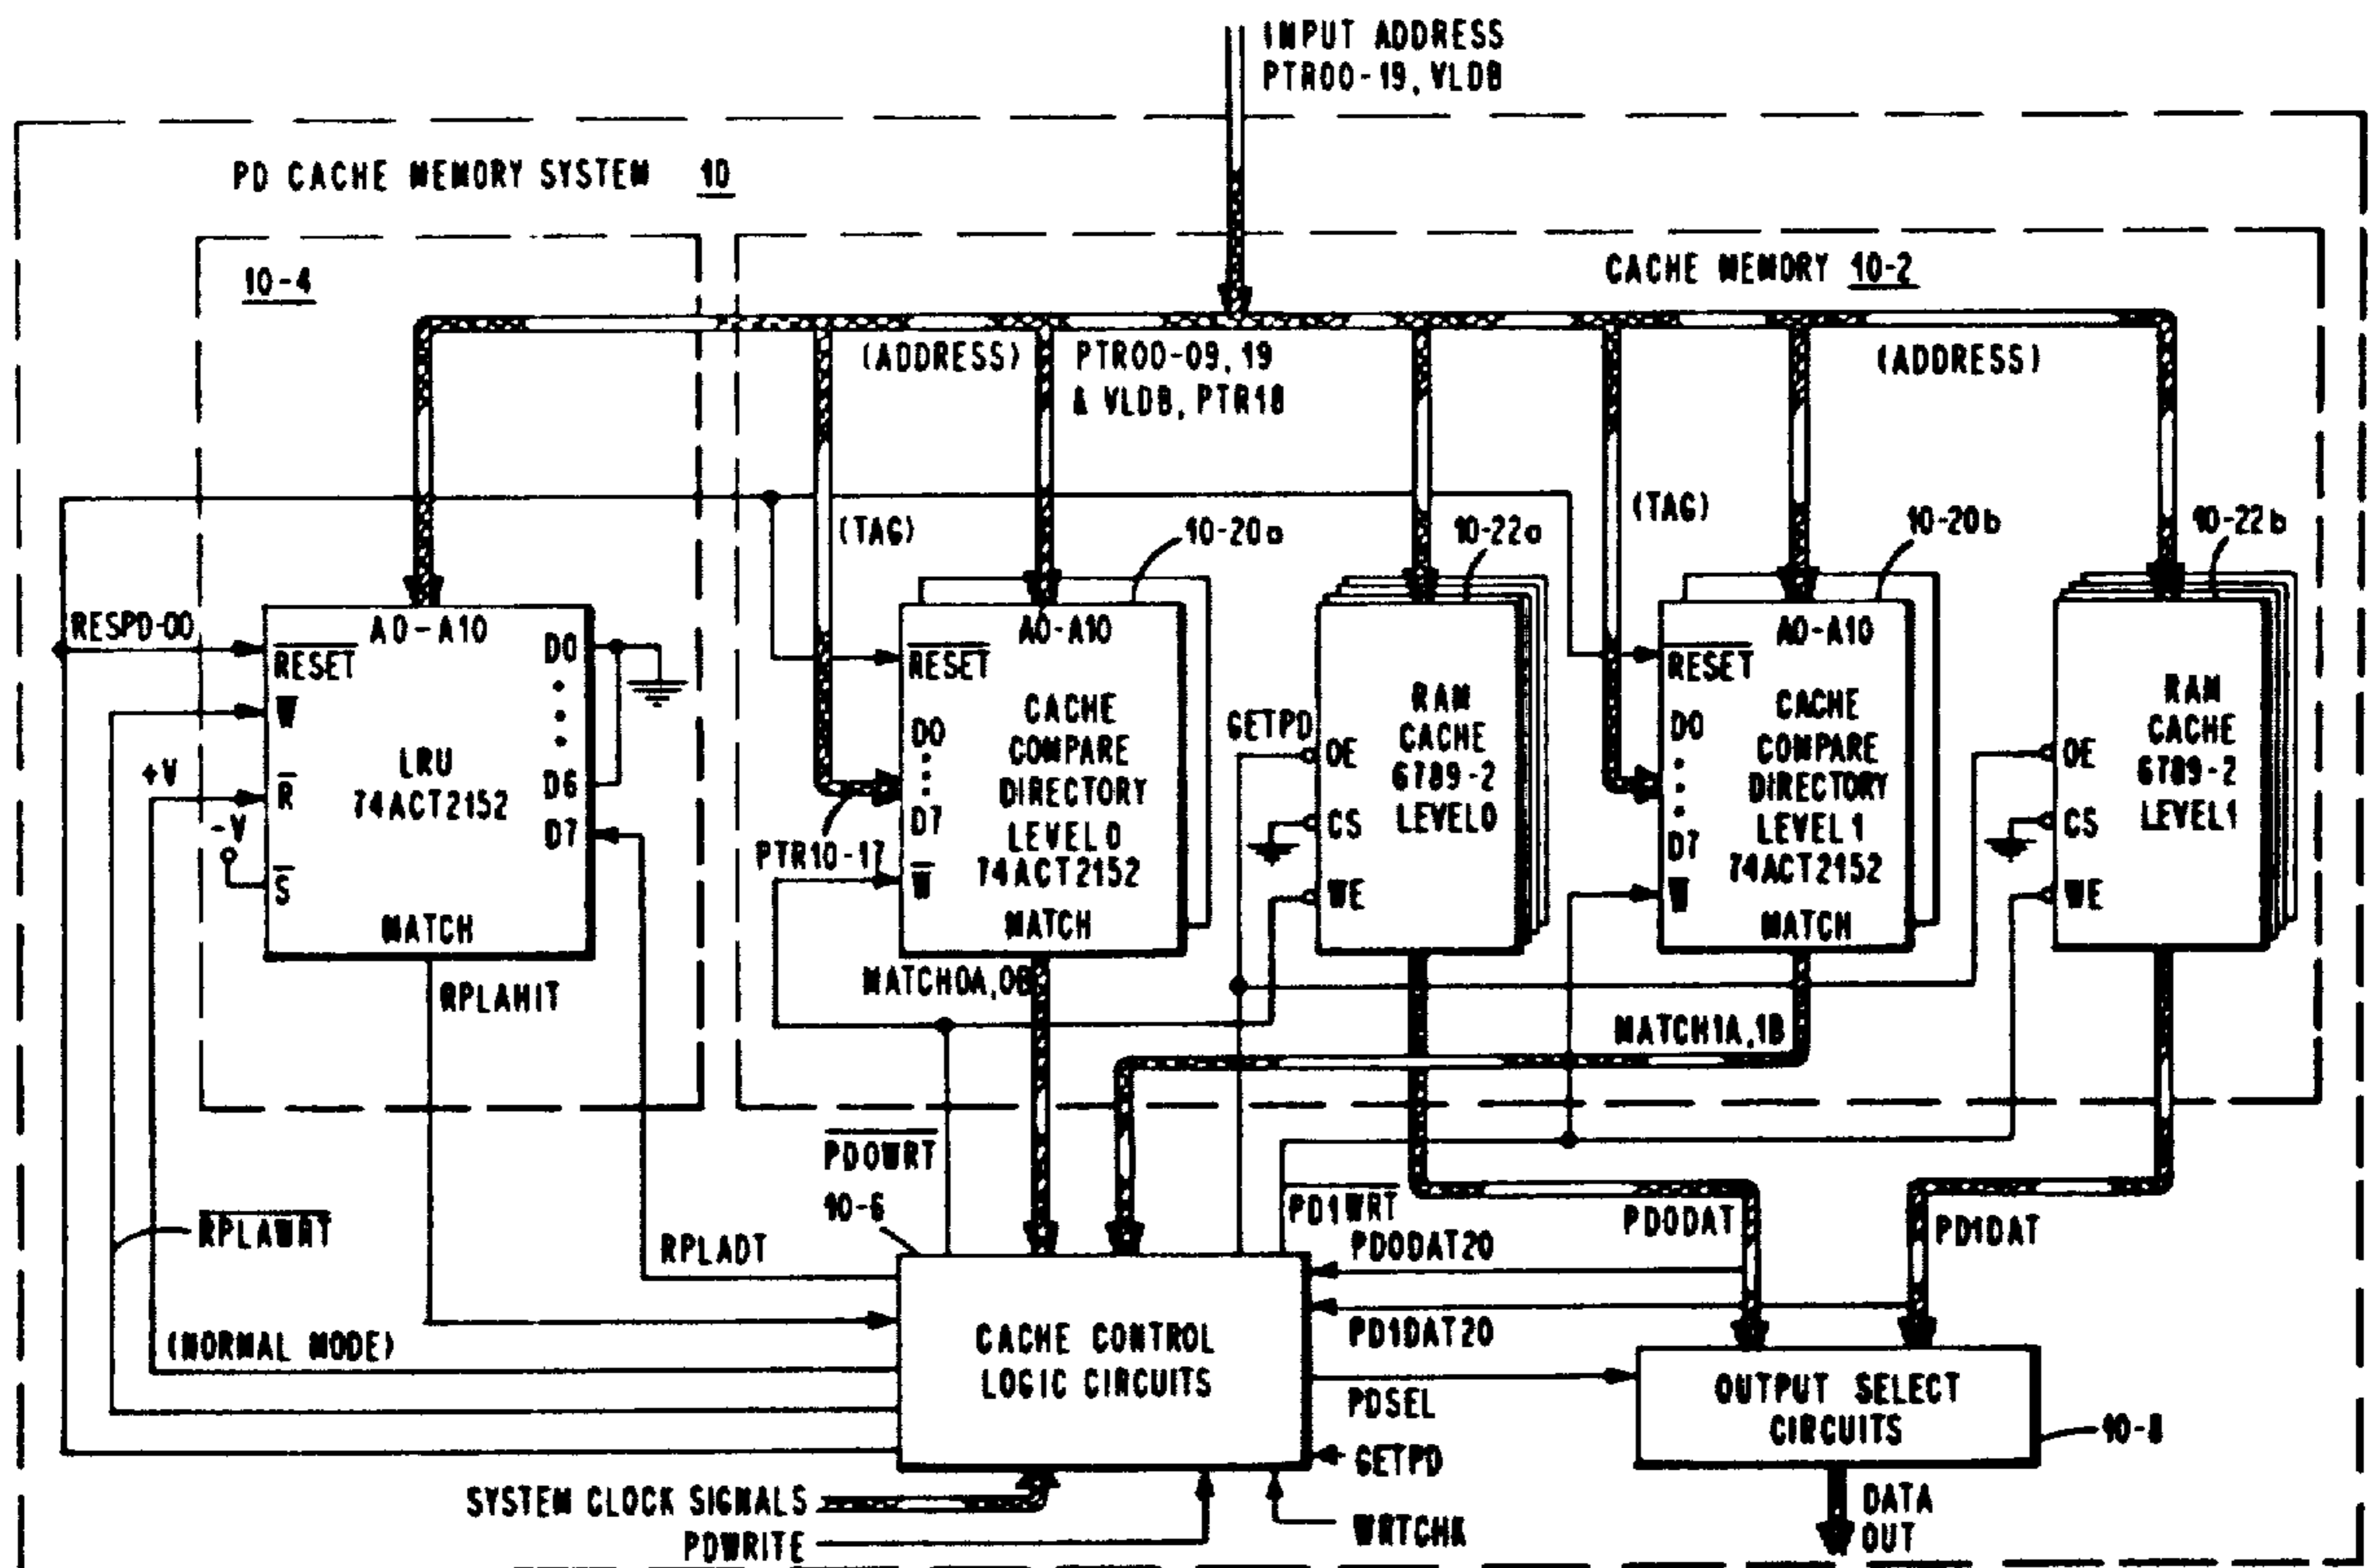 INPUT ADDRESS
PTR00-19, VLDB
PD CACHE MEMORY SYSTEM 10
10-4
CACHE MEMORY 10-2
(ADDRESS)
PTR00-09, 19
& VLDB, PTR18
(ADDRESS)
(TAG)
10-20a
10-22a
(TAG)
10-20b
10-22b
RESPD-00
A0-A10
RESET
W
+V
R
-V
S
LRU
74ACT2152
D0
D6
D7
MATCH
A0-A10
RESET
D0
D7
W
CACHE
COMPARE
DIRECTORY
LEVEL 0
74ACT2152
MATCH
PTR10-17
GETPD
OE
CS
WE
RAM
CACHE
6789-2
LEVEL0
A0-A10
RESET
D0
D7
W
CACHE
COMPARE
DIRECTORY
LEVEL 1
74ACT2152
MATCH
OE
CS
WE
RAM
CACHE
6789-2
LEVEL1
RPLAHIT
MATCH0A, 0B
MATCH1A, 1B
PD0WRT
10-6
PD1WRT
PD0DAT
PD1DAT
RPLAWRT
RPLADT
PD0DAT20
PD1DAT20
(NORMAL MODE)
CACHE CONTROL
LOGIC CIRCUITS
PDSEL
GETPD
OUTPUT SELECT
CIRCUITS
10-8
SYSTEM CLOCK SIGNALS
PDWRITE
WRTCHK
DATA
OUT